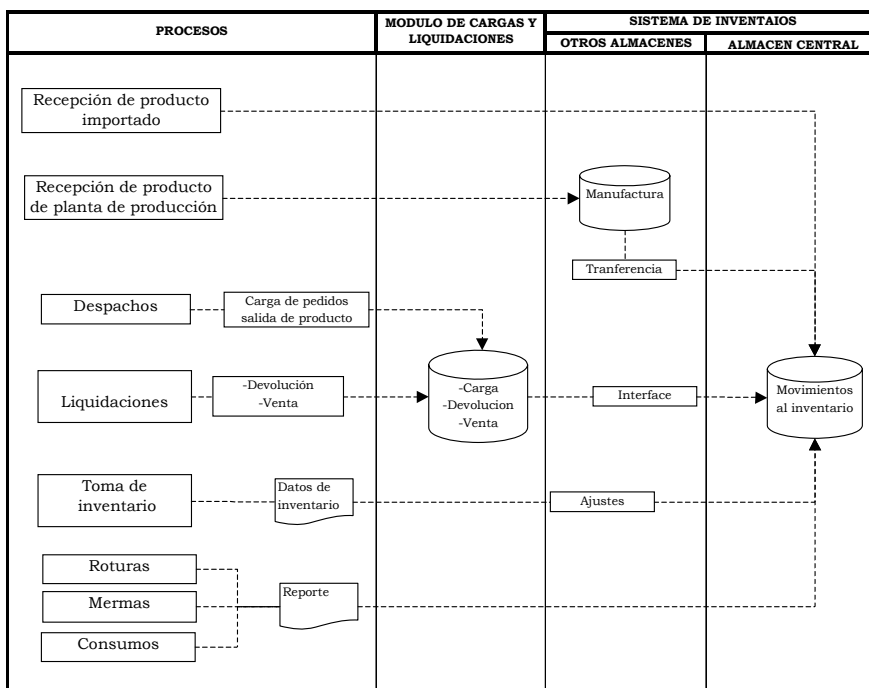 PROCESOS
MODULO DE CARGAS Y
LIQUIDACIONES
SISTEMA DE INVENTAIOS
OTROS ALMACENES
ALMACEN CENTRAL
Recepción de producto
importado
Recepción de producto
de planta de producción
Manufactura
Tranferencia
Despachos
Carga de pedidos
salida de producto
Liquidaciones
-Devolución
-Venta
-Carga
-Devolucion
-Venta
Interface
Movimientos
al inventario
Toma de
inventario
Datos de
inventario
Ajustes
Roturas
Mermas
Consumos
Reporte